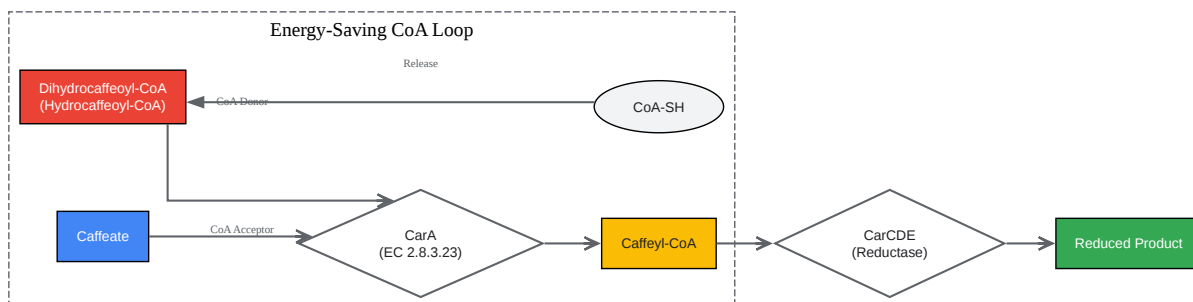 Energy-Saving CoA Loop
Release
Dihydrocaffeoyl-CoA
(Hydrocaffeoyl-CoA)
CoA Donor
CoA-SH
Caffeate
CoA Acceptor
CarA
(EC 2.8.3.23)
Caffeyl-CoA
CarCDE
(Reductase)
Reduced Product